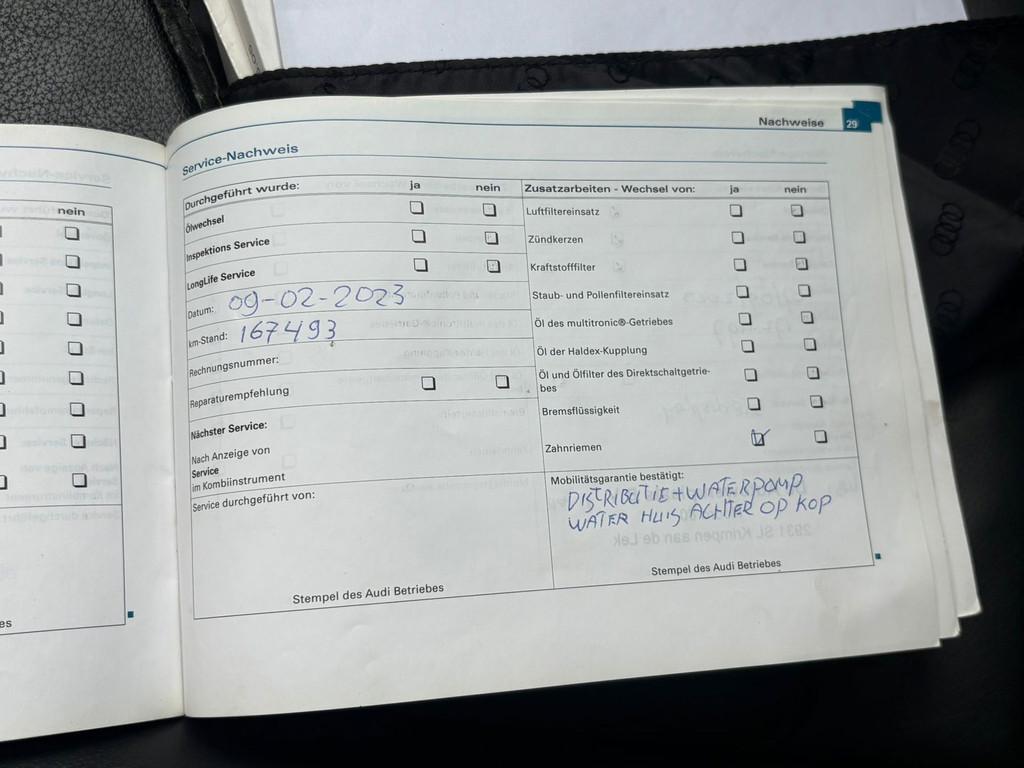 Nachweise 29
Service-Nachweis
Durchgeführt wurde: ja nein
Ölwechsel
Inspektions Service
LongLife Service
Datum: 09-02-2023
km-Stand: 167493
Rechnungsnummer:
Reparaturempfehlung
Nächster Service:
Nach Anzeige von
Service
im Kombiinstrument
Service durchgeführt von:
Stempel des Audi Betriebes
Zusatzarbeiten - Wechsel von: ja nein
Luftfiltereinsatz
Zündkerzen
Kraftstofffilter
Staub- und Pollenfiltereinsatz
Öl des multitronic®-Getriebes
Öl der Haldex-Kupplung
Öl und Ölfilter des Direktschaltgetrie-
bes
Bremsflüssigkeit
Zahnriemen
Mobilitätsgarantie bestätigt:
DISTRIBUTIE + WATERPOMP
WATER HUIS ACHTER OP KOP
Stempel des Audi Betriebes
nein
es